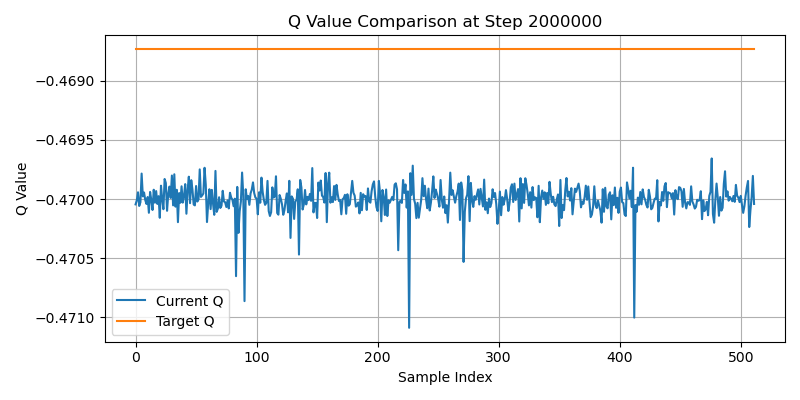 Q Value Comparison at Step 2000000
Q Value
−0.4690
−0.4695
−0.4700
−0.4705
−0.4710
Current Q
Target Q
0 100 200 300 400 500
Sample Index